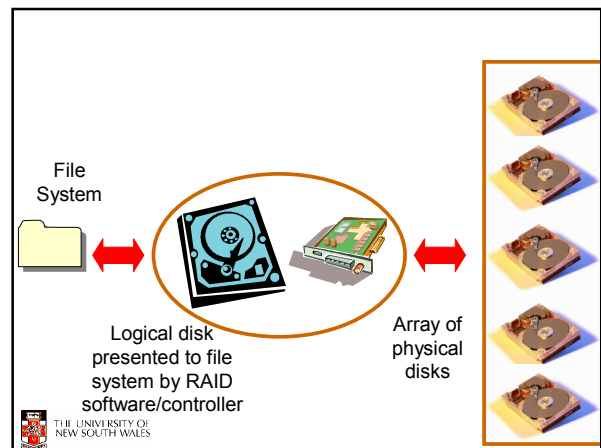 File
System
Logical disk
presented to file
system by RAID
software/controller
Array of
physical
disks
THE UNIVERSITY OF
NEW SOUTH WALES